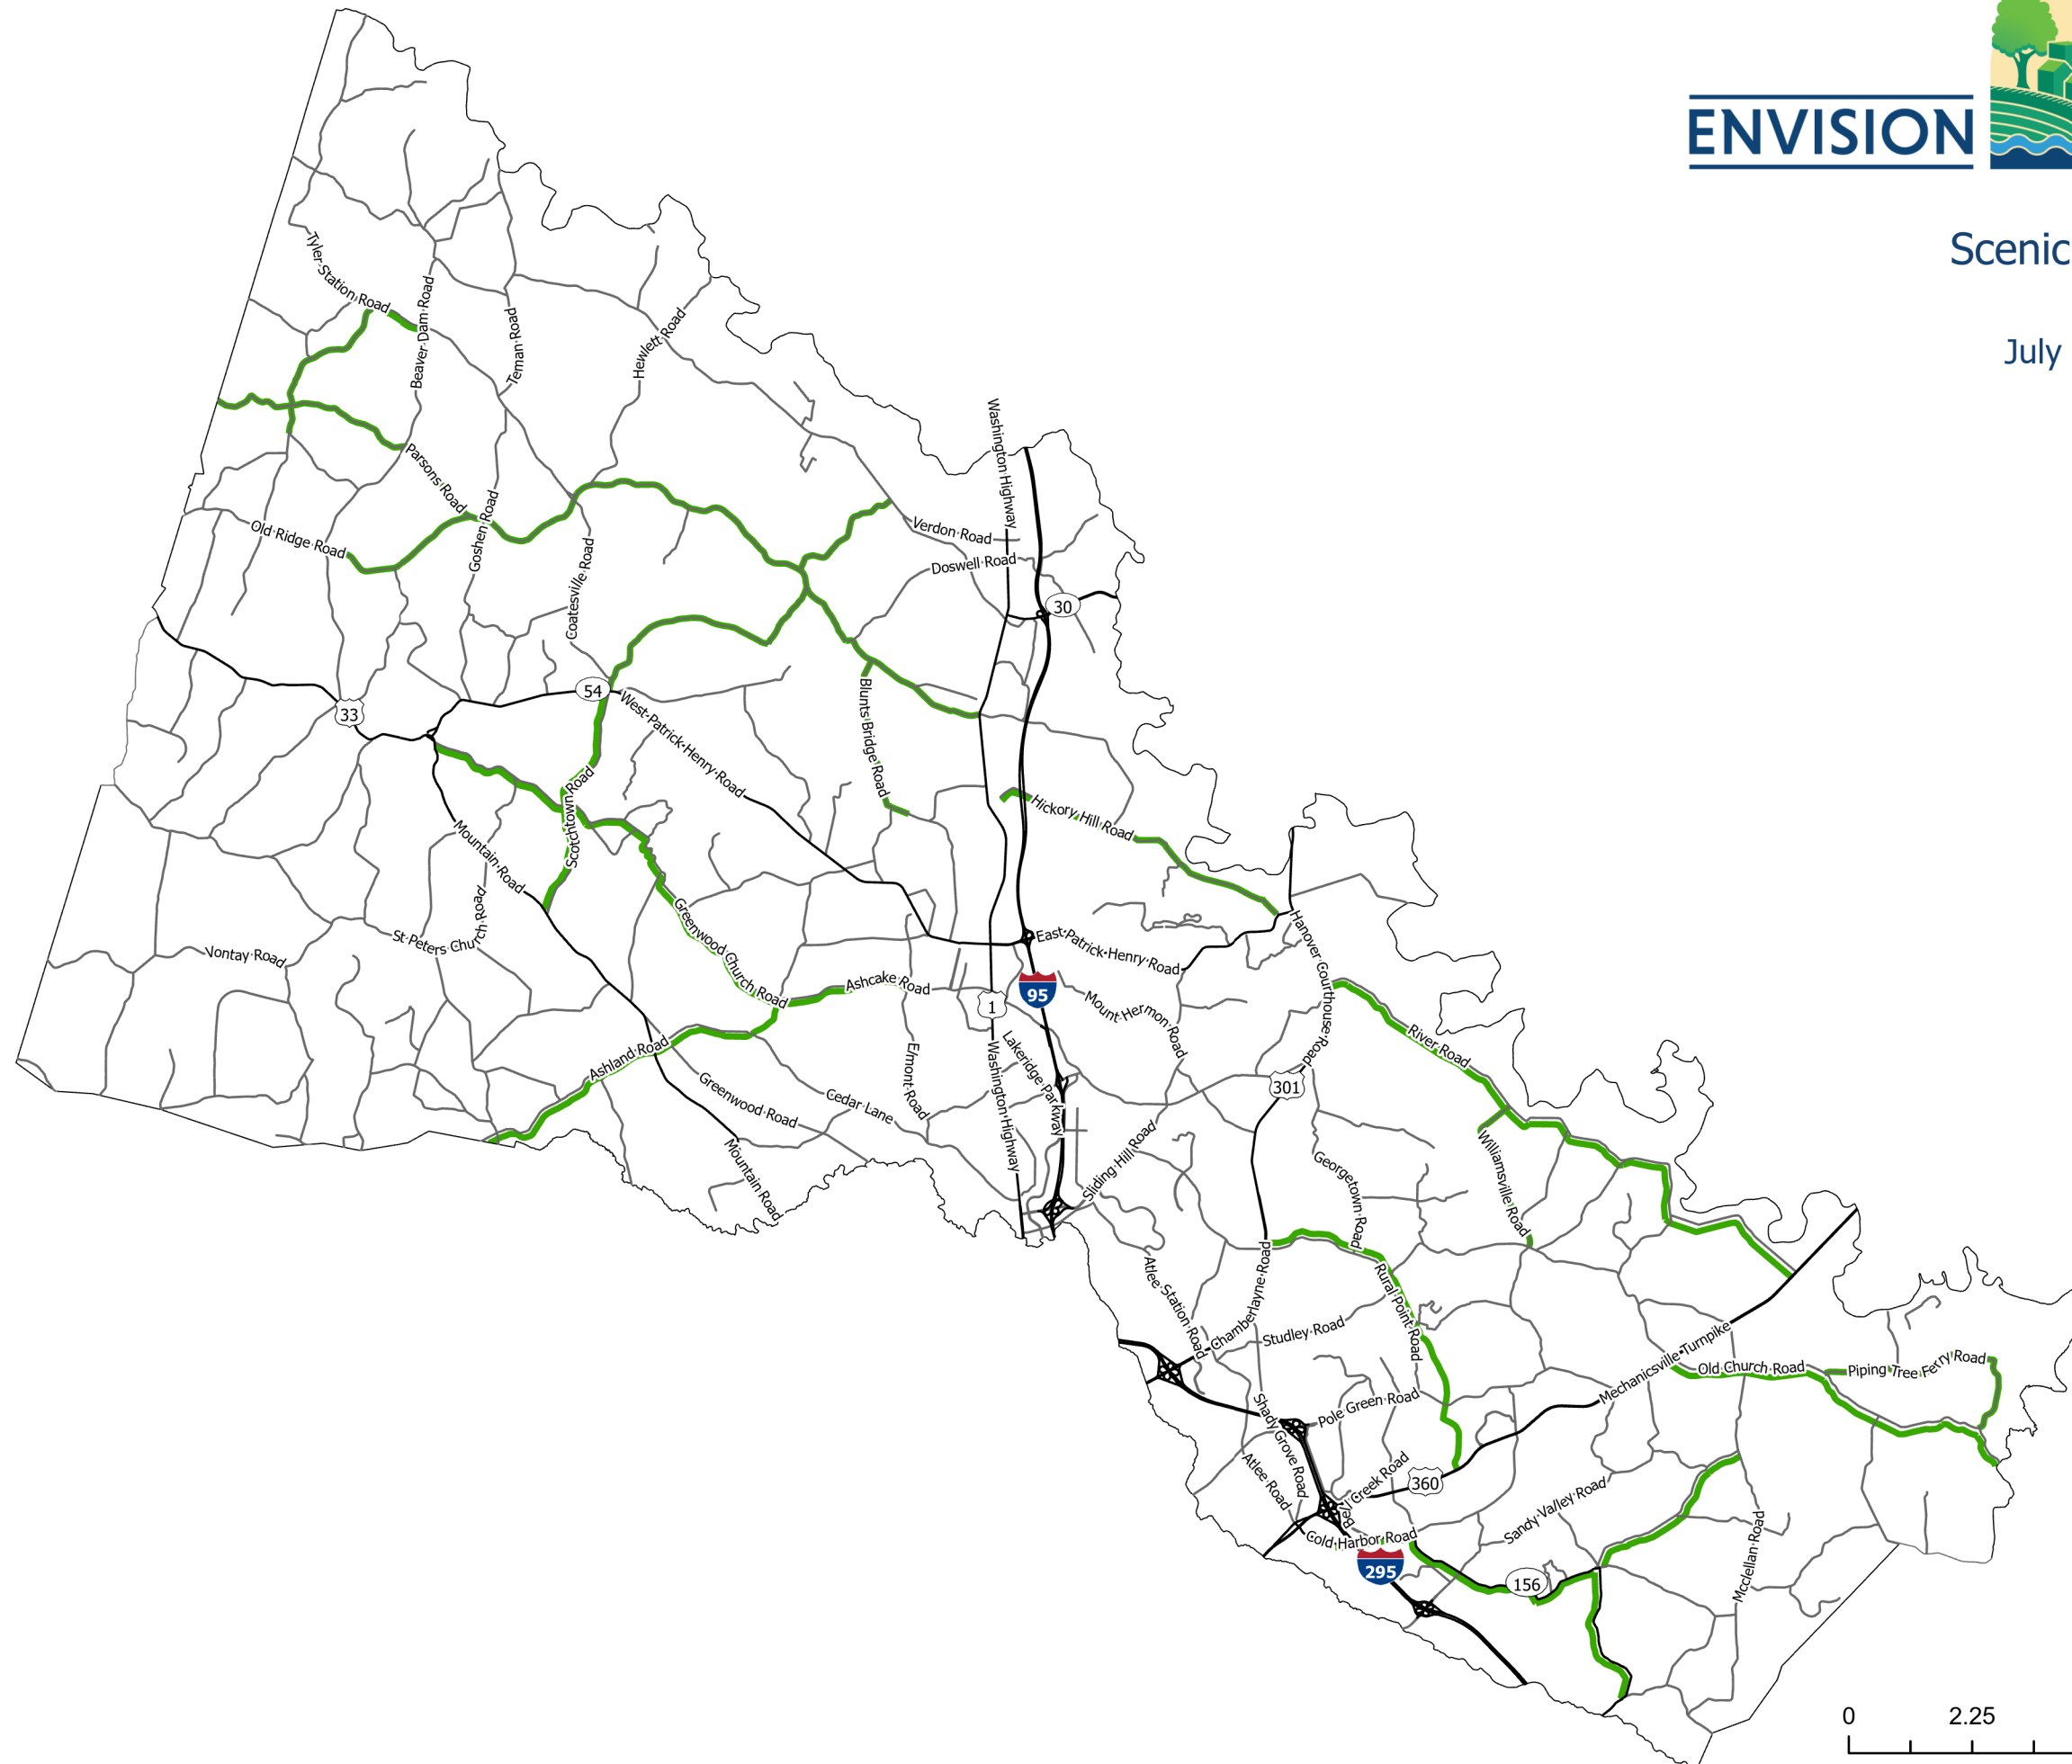 ENVISION
Scenic
July
Tyler Station Road
Beaver Dam Road
Teman Road
Hewlett Road
Washington Highway
Parsons Road
Goshen Road
Old Ridge Road
Verdon Road
Doswell Road
Coatesville Road
30
54
33
West Patrick Henry Road
Blunts Bridge Road
Scotchtown Road
Hickory Hill Road
Mountain Road
Greenwood Church Road
St Peters Church Road
Nontay Road
East Patrick Henry Road
Hanover Courthouse Road
Ashcake Road
95
1
Mount Hermon Road
River Road
Ashland Road
Lakeridge Parkway
Elmont Road
Washington Highway
Greenwood Road
Cedar Lane
301
Mountain Road
Sliding Hill Road
Georgetown Road
Williamsville Road
Atlee Station Road
Chamberlayne Road
Rural Point Road
Studley Road
Mechanicsville Turnpike
Old Church Road
Piping Tree Ferry Road
Pole Green Road
Shady Grove Road
Atlee Road
Bell Creek Road
360
Sandy Valley Road
Cold Harbor Road
295
156
Mcclellan Road
0 2.25